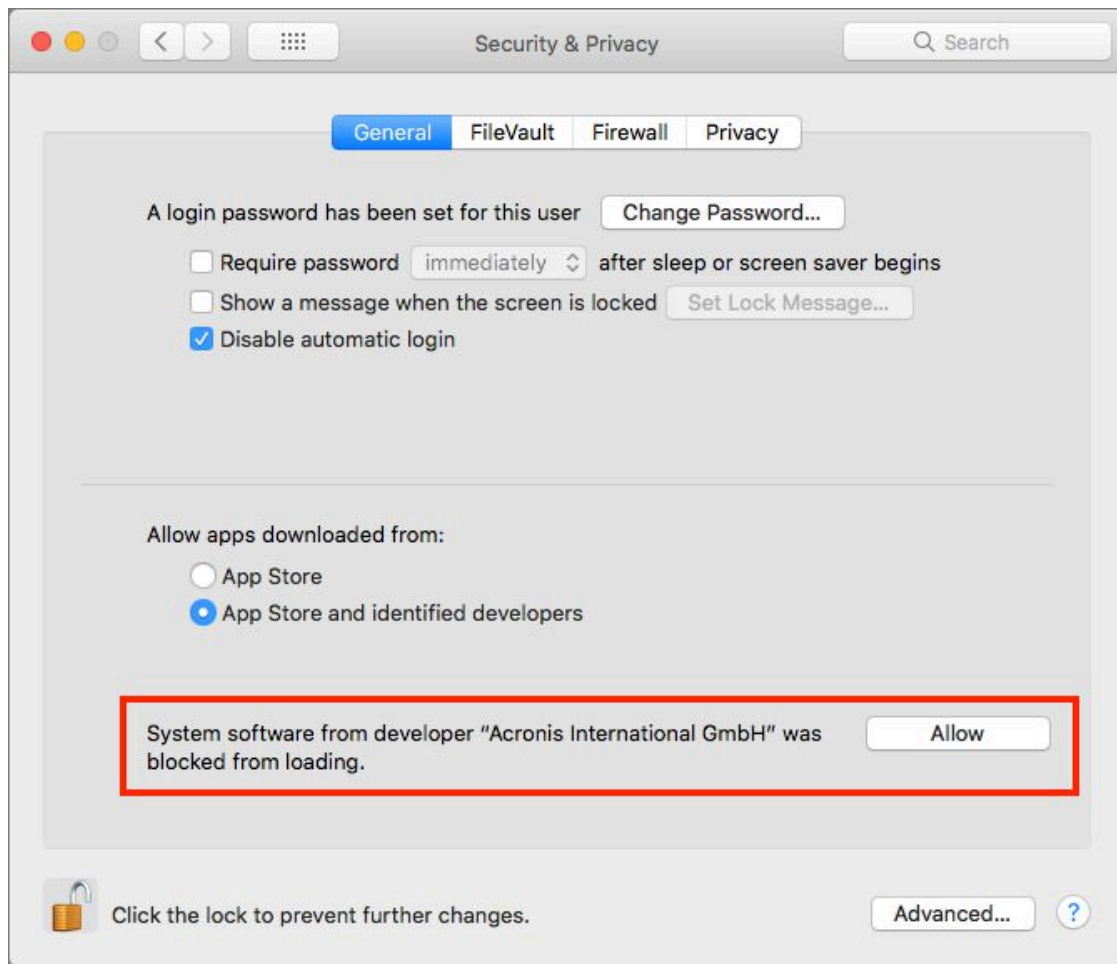 Security & Privacy
Search
General FileVault Firewall Privacy
A login password has been set for this user Change Password...
Require password immediately after sleep or screen saver begins
Show a message when the screen is locked Set Lock Message...
Disable automatic login
Allow apps downloaded from:
App Store
App Store and identified developers
System software from developer “Acronis International GmbH” was
blocked from loading.
Allow
Click the lock to prevent further changes.
Advanced...
?